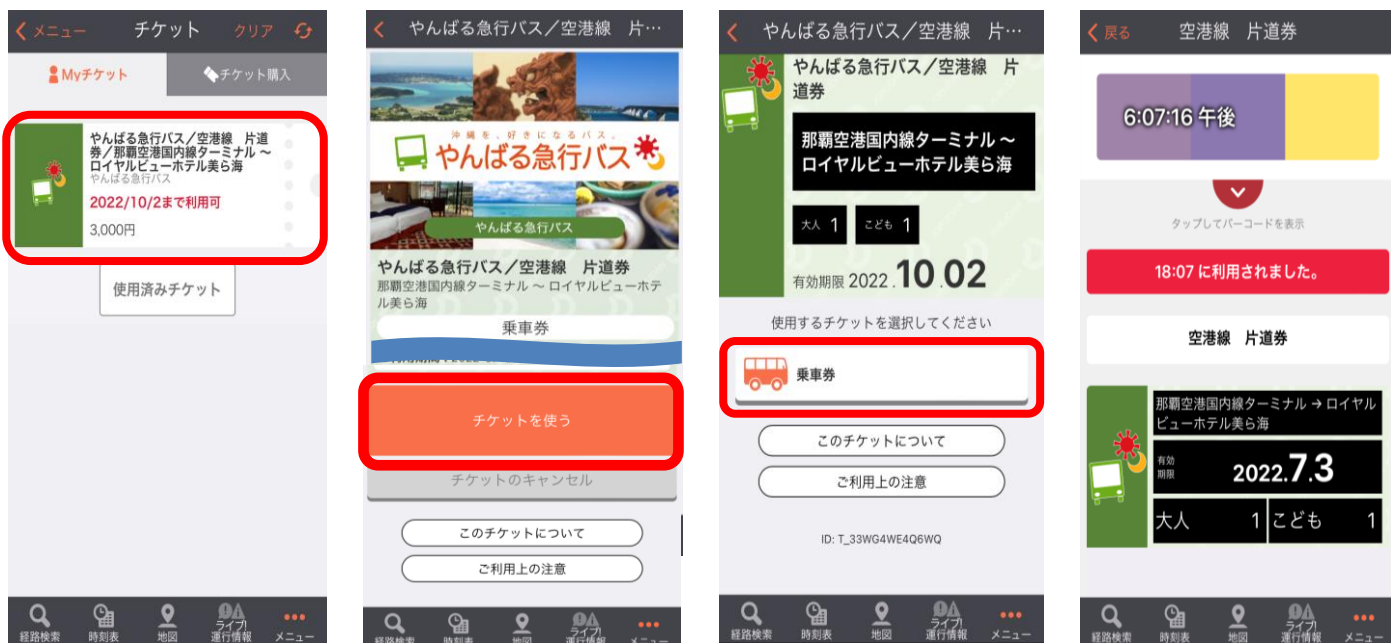 メニュー
チケット
クリア
Myチケット
チケット購入
やんばる急行バス／空港線 片道
券／那覇空港国内線ターミナル ～
ロイヤルビューホテル美ら海
やんばる急行バス
2022/10/2まで利用可
3,000円
使用済みチケット
経路検索
時刻表
地図
ライブ!
運行情報
メニュー
やんばる急行バス／空港線 片…
沖縄を、好きになるバス。
やんばる急行バス
やんばる急行バス
やんばる急行バス／空港線 片道券
那覇空港国内線ターミナル ～ ロイヤルビューホテ
ル美ら海
乗車券
チケットを使う
チケットのキャンセル
このチケットについて
ご利用上の注意
経路検索
時刻表
地図
ライブ!
運行情報
メニュー
やんばる急行バス／空港線 片…
やんばる急行バス／空港線 片
道券
那覇空港国内線ターミナル ～
ロイヤルビューホテル美ら海
大人 1
こども 1
有効期限 2022.10.02
使用するチケットを選択してください
乗車券
このチケットについて
ご利用上の注意
ID: T_33WG4WE4Q6WQ
経路検索
時刻表
地図
ライブ!
運行情報
メニュー
戻る
空港線 片道券
6:07:16 午後
タップしてバーコードを表示
18:07 に利用されました。
空港線 片道券
那覇空港国内線ターミナル → ロイヤル
ビューホテル美ら海
有効
期限
2022.7.3
大人 1
こども 1
経路検索
時刻表
地図
ライブ!
運行情報
メニュー